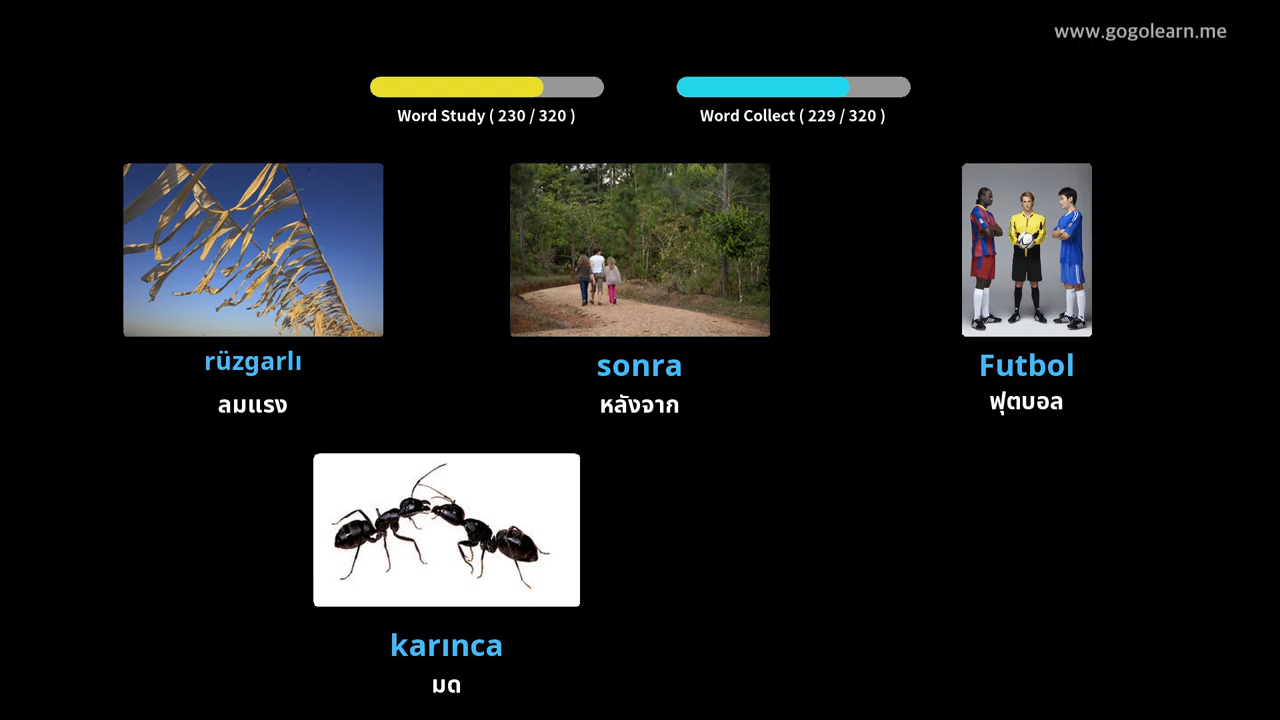 www.gogolearn.me
Word Study ( 230 / 320 )
Word Collect ( 229 / 320 )
rüzgarlı
ลมแรง
sonra
หลังจาก
Futbol
ฟุตบอล
karınca
มด